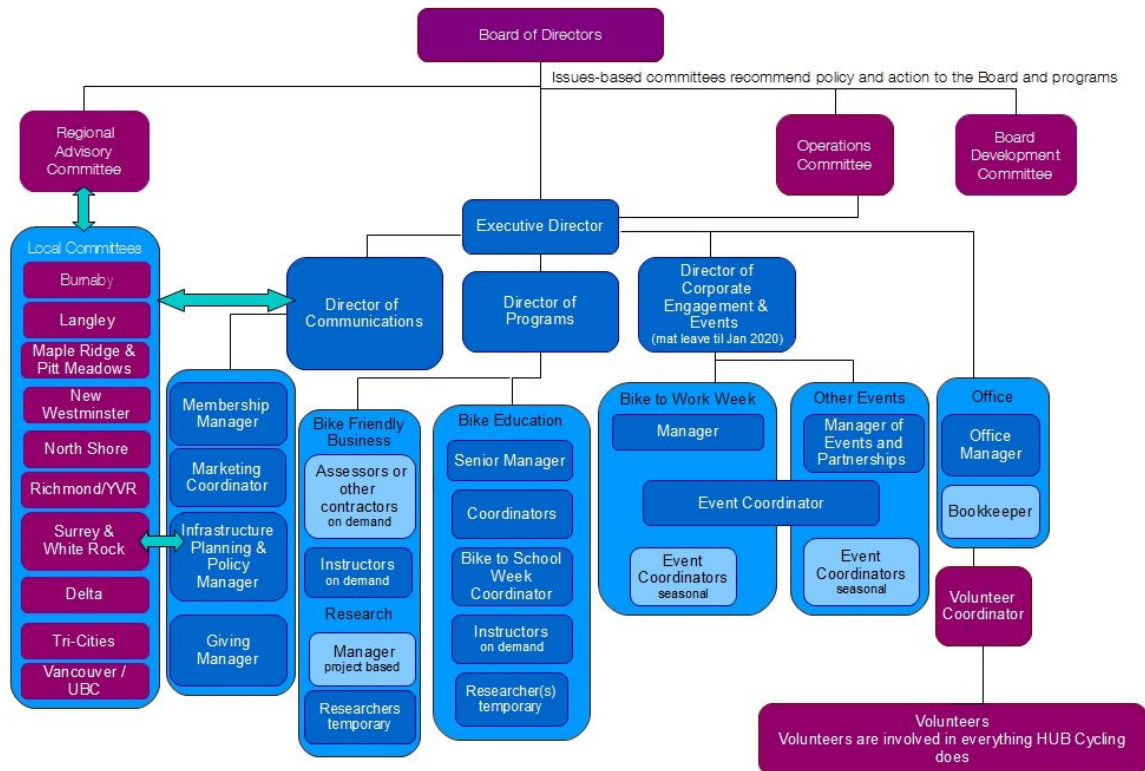 Board of Directors
Issues-based committees recommend policy and action to the Board and programs
Regional
Advisory
Committee
Operations
Committee
Board
Development
Committee
Executive Director
Local Committees
Burnaby
Langley
Maple Ridge &
Pitt Meadows
New
Westminster
North Shore
Richmond/YVR
Surrey &
White Rock
Delta
Tri-Cities
Vancouver /
UBC
Director of
Communications
Director of
Programs
Director of
Corporate
Engagement &
Events
(mat leave til Jan 2020)
Membership
Manager
Marketing
Coordinator
Infrastructure
Planning &
Policy
Manager
Giving
Manager
Bike Friendly
Business
Assessors or
other
contractors
on demand
Instructors
on demand
Research
Manager
project based
Researchers
temporary
Bike Education
Senior Manager
Coordinators
Bike to School
Week
Coordinator
Instructors
on demand
Researcher(s)
temporary
Bike to Work Week
Manager
Event Coordinator
Event
Coordinators
seasonal
Other Events
Manager of
Events and
Partnerships
Event
Coordinators
seasonal
Office
Office
Manager
Bookkeeper
Volunteer
Coordinator
Volunteers
Volunteers are involved in everything HUB Cycling
does